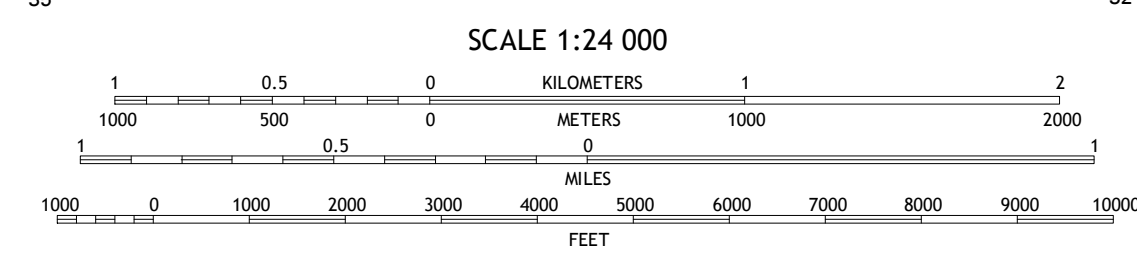 SCALE 1:24 000
1 0.5 0 KILOMETERS 1 2
1000 500 0 METERS 1000 2000
1 0.5 0 1
MILES
1000 0 1000 2000 3000 4000 5000 6000 7000 8000 9000 10000
FEET